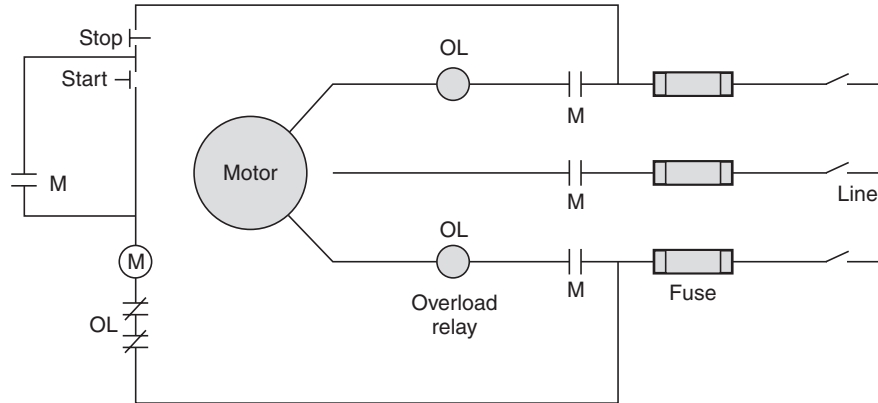 Stop
OL
Start
M
M
Motor
M
Line
OL
M
M
Overload
relay
Fuse
OL